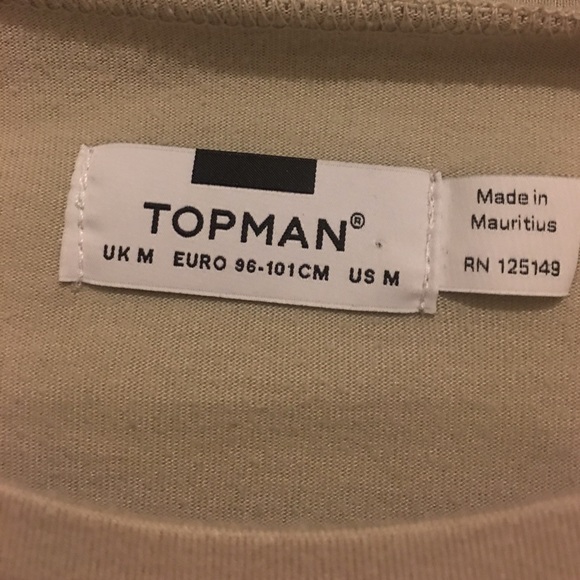 TOPMAN®
UK M EURO 96-101CM US M
Made in
Mauritius
RN 125149